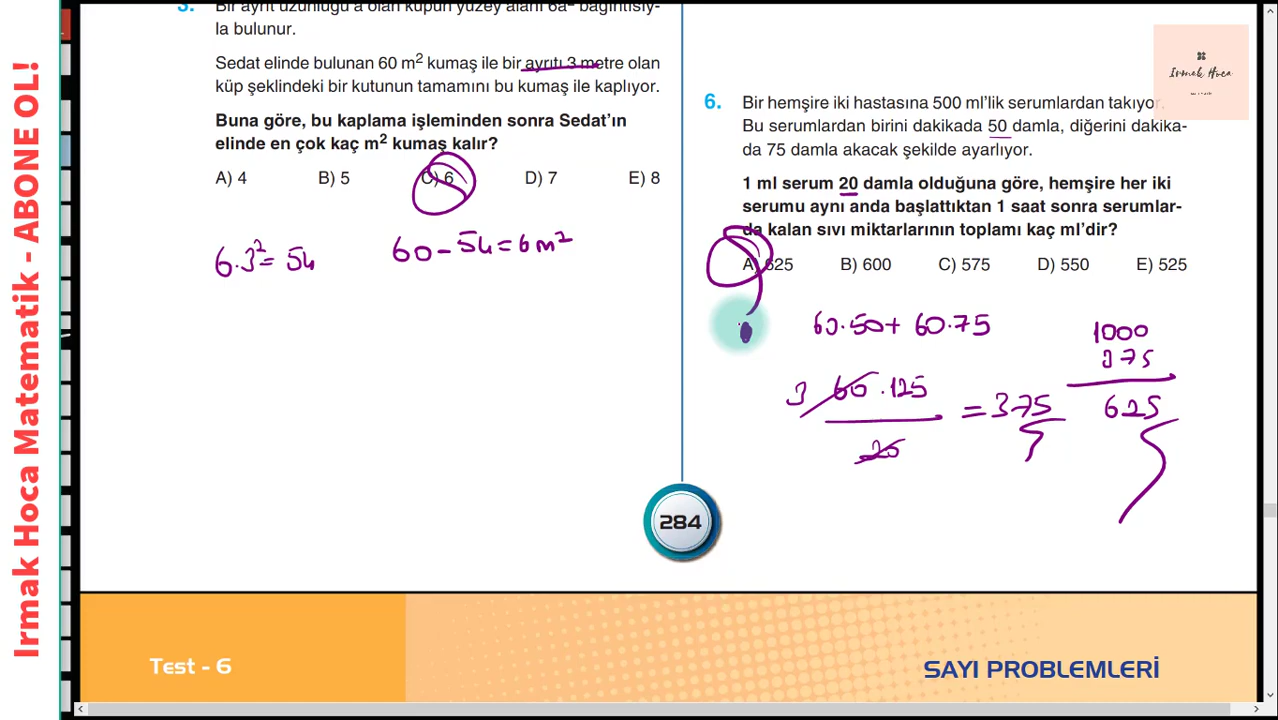 Irmak Hoca Matematik - ABONE OL!
3. Bir ayrıt uzunluğu a olan küpün yüzey alanı 6a² bağıntısıy-
la bulunur.
Sedat elinde bulunan 60 m² kumaş ile bir ayrıtı 3 metre olan
küp şeklindeki bir kutunun tamamını bu kumaş ile kaplıyor.
Buna göre, bu kaplama işleminden sonra Sedat'ın
elinde en çok kaç m² kumaş kalır?
A) 4 B) 5 C) 6 D) 7 E) 8
6.3² = 54
60 - 54 = 6 m²
Irmak Hoca
6. Bir hemşire iki hastasına 500 ml'lik serumlardan takıyor.
Bu serumlardan birini dakikada 50 damla, diğerini dakika-
da 75 damla akacak şekilde ayarlıyor.
1 ml serum 20 damla olduğuna göre, hemşire her iki
serumu aynı anda başlattıktan 1 saat sonra serumlar-
da kalan sıvı miktarlarının toplamı kaç ml'dir?
A) 625 B) 600 C) 575 D) 550 E) 525
60.50 + 60.75
3 60.125
20
= 375
1000
375
625
284
Test - 6
SAYI PROBLEMLERİ